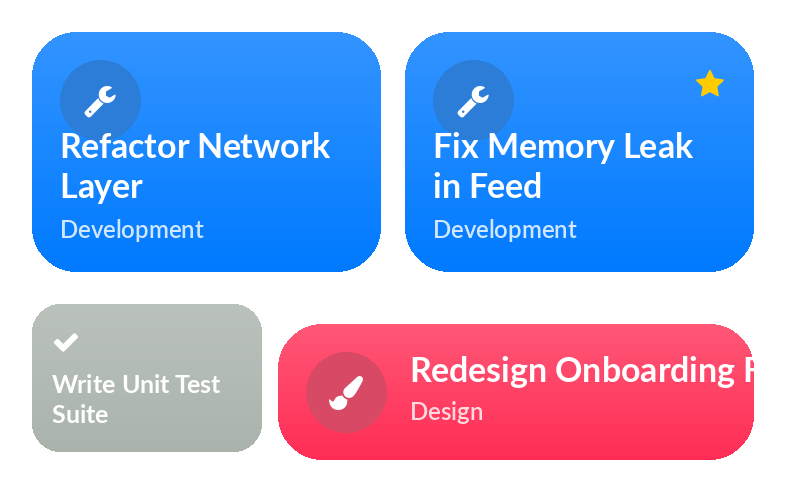 Refactor Network
Layer
Development
Fix Memory Leak
in Feed
Development
Write Unit Test
Suite
Redesign Onboarding
Design